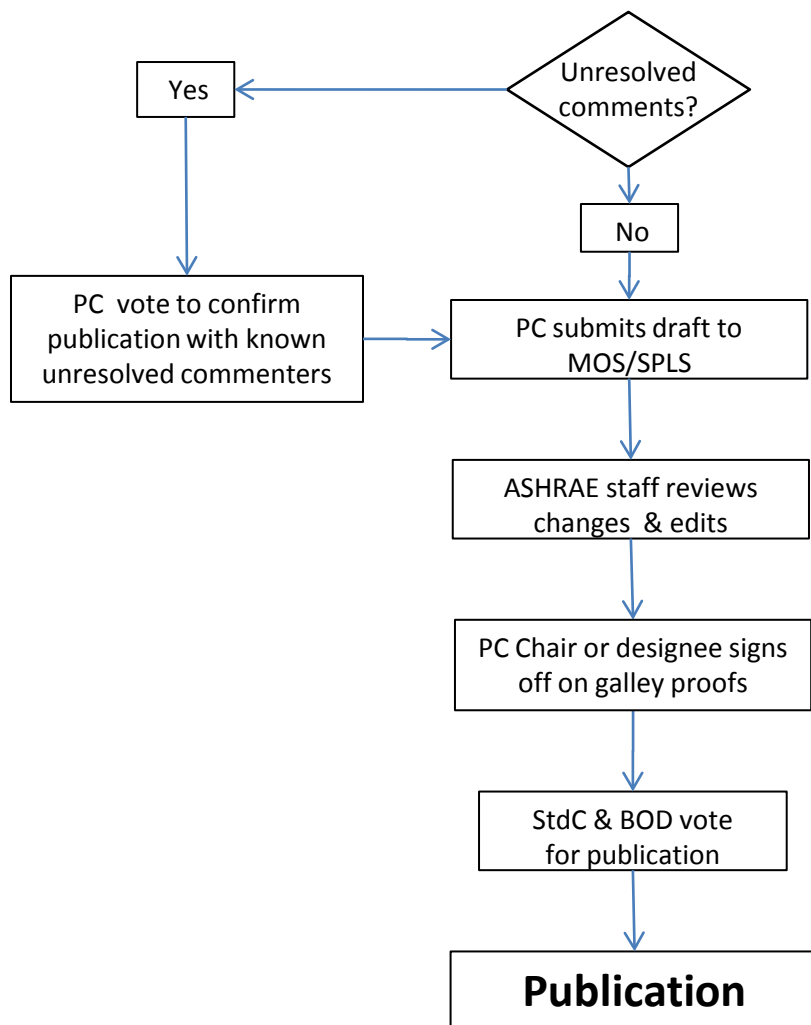 Unresolved
comments?
Yes
No
PC vote to confirm
publication with known
unresolved commenters
PC submits draft to
MOS/SPLS
ASHRAE staff reviews
changes & edits
PC Chair or designee signs
off on galley proofs
StdC & BOD vote
for publication
Publication